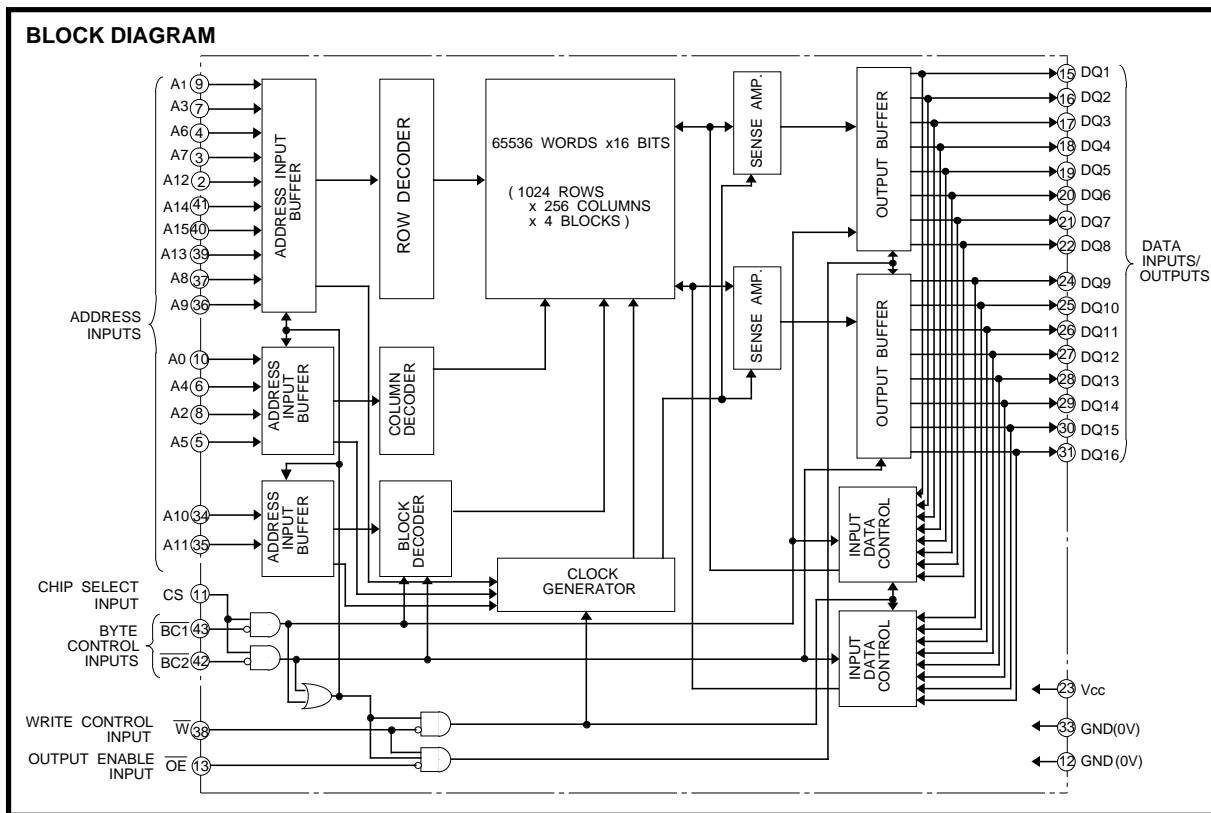 BLOCK DIAGRAM
ADDRESS
INPUTS
A1 9
A3 7
A6 4
A7 3
A12 2
A14 41
A15 40
A13 39
A8 37
A9 36
A0 10
A4 6
A2 8
A5 5
A10 34
A11 35
CHIP SELECT
INPUT
CS 11
BYTE
CONTROL
INPUTS
BC1 43
BC2 42
WRITE CONTROL
INPUT
W 38
OUTPUT ENABLE
INPUT
OE 13
ADDRESS INPUT
BUFFER
ADDRESS
INPUT
BUFFER
ADDRESS
INPUT
BUFFER
ROW DECODER
COLUMN
DECODER
BLOCK
DECODER
65536 WORDS x16 BITS
( 1024 ROWS
x 256 COLUMNS
x 4 BLOCKS )
CLOCK
GENERATOR
SENSE AMP.
SENSE AMP.
OUTPUT BUFFER
OUTPUT BUFFER
INPUT
DATA
CONTROL
INPUT
DATA
CONTROL
15 DQ1
16 DQ2
17 DQ3
18 DQ4
19 DQ5
20 DQ6
21 DQ7
22 DQ8
24 DQ9
25 DQ10
26 DQ11
27 DQ12
28 DQ13
29 DQ14
30 DQ15
31 DQ16
DATA
INPUTS/
OUTPUTS
23 Vcc
33 GND(0V)
12 GND (0V)